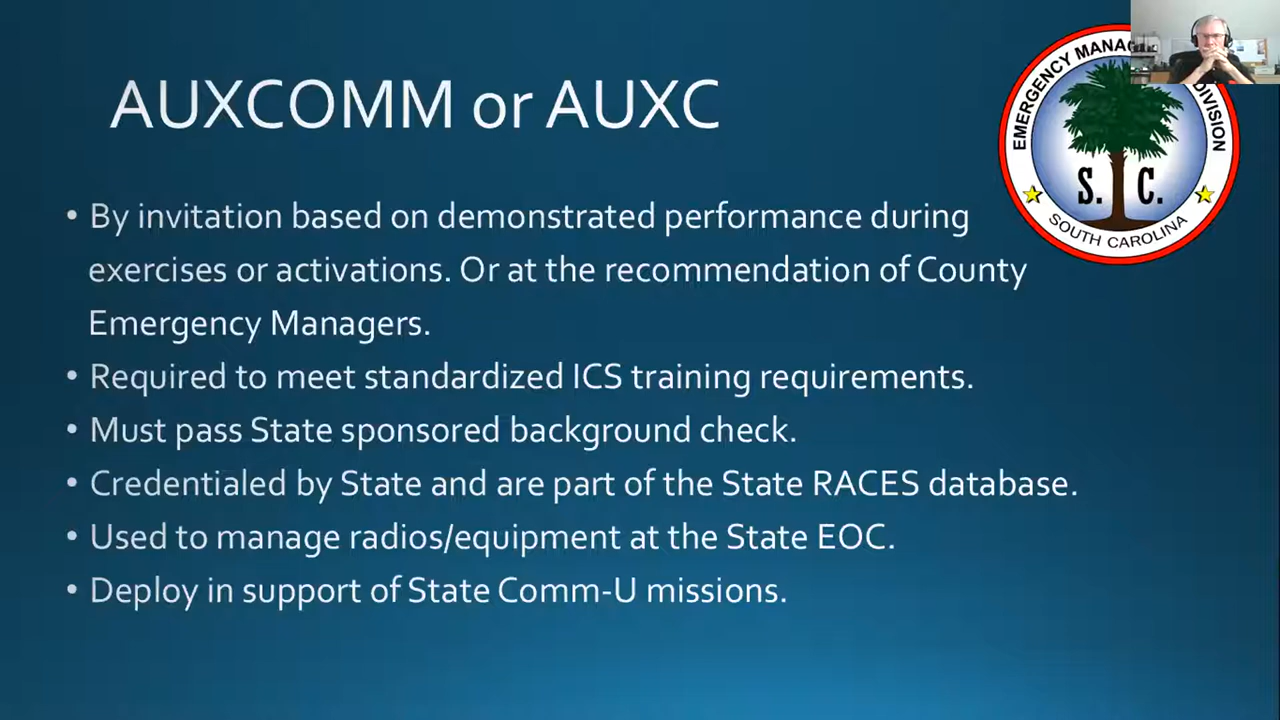 AUXCOMM or AUXC
• By invitation based on demonstrated performance during
exercises or activations. Or at the recommendation of County
Emergency Managers.
• Required to meet standardized ICS training requirements.
• Must pass State sponsored background check.
• Credentialed by State and are part of the State RACES database.
• Used to manage radios/equipment at the State EOC.
• Deploy in support of State Comm-U missions.
EMERGENCY
DIVISION
S. C.
SOUTH CAROLINA